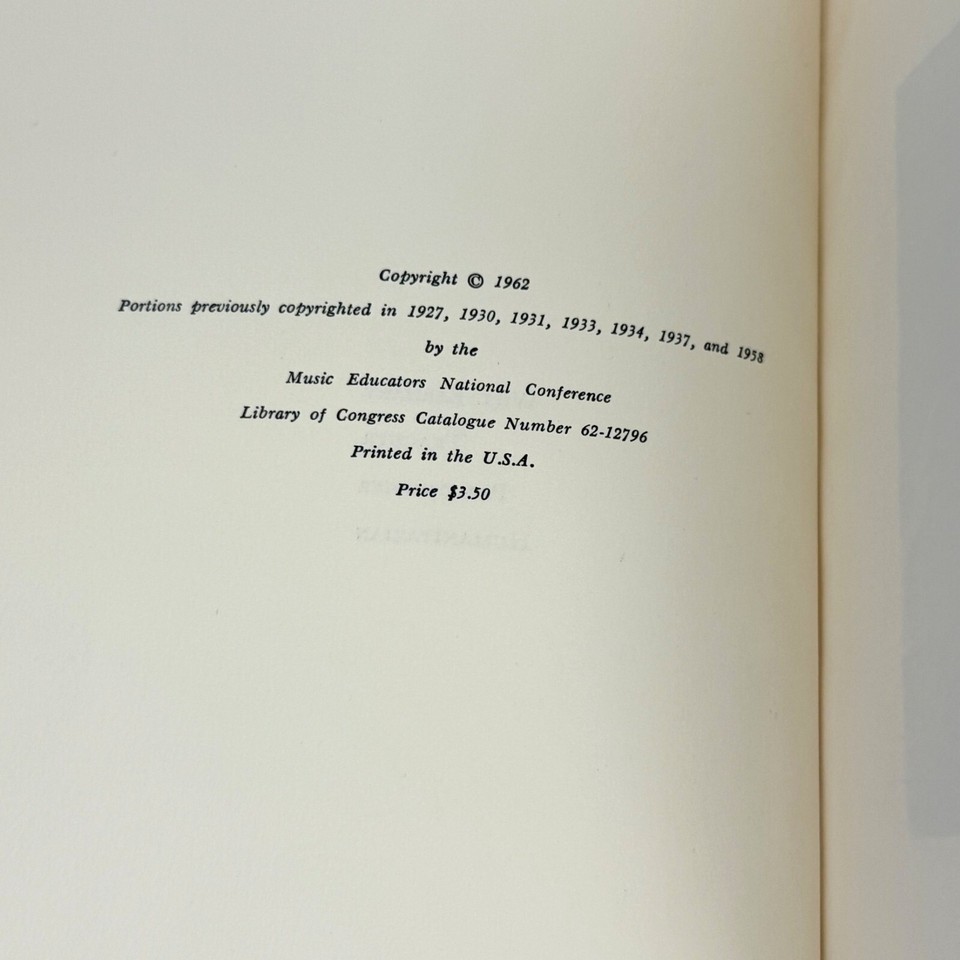 Copyright © 1962
Portions previously copyrighted in 1927, 1930, 1931, 1933, 1934, 1937, and 1958
by the
Music Educators National Conference
Library of Congress Catalogue Number 62-12796
Printed in the U.S.A.
Price $3.50